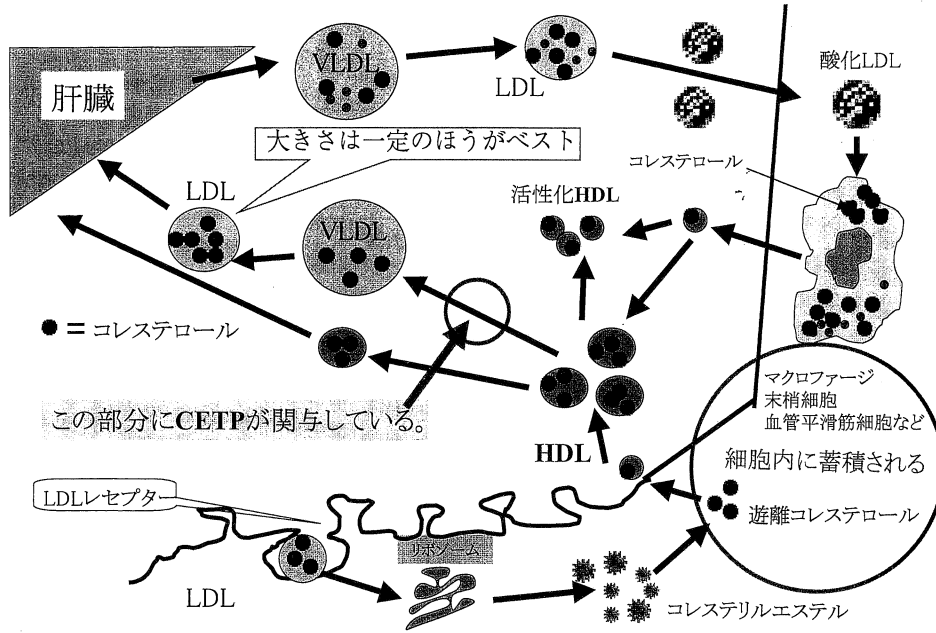 肝臓
VLDL
LDL
酸化LDL
大きさは一定のほうがベスト
コレステロール
LDL
活性化HDL
VLDL
●＝コレステロール
この部分にCETPが関与している。
マクロファージ
末梢細胞
血管平滑筋細胞など
細胞内に蓄積される
HDL
遊離コレステロール
LDLレセプター
リボソーム
LDL
コレステリルエステル